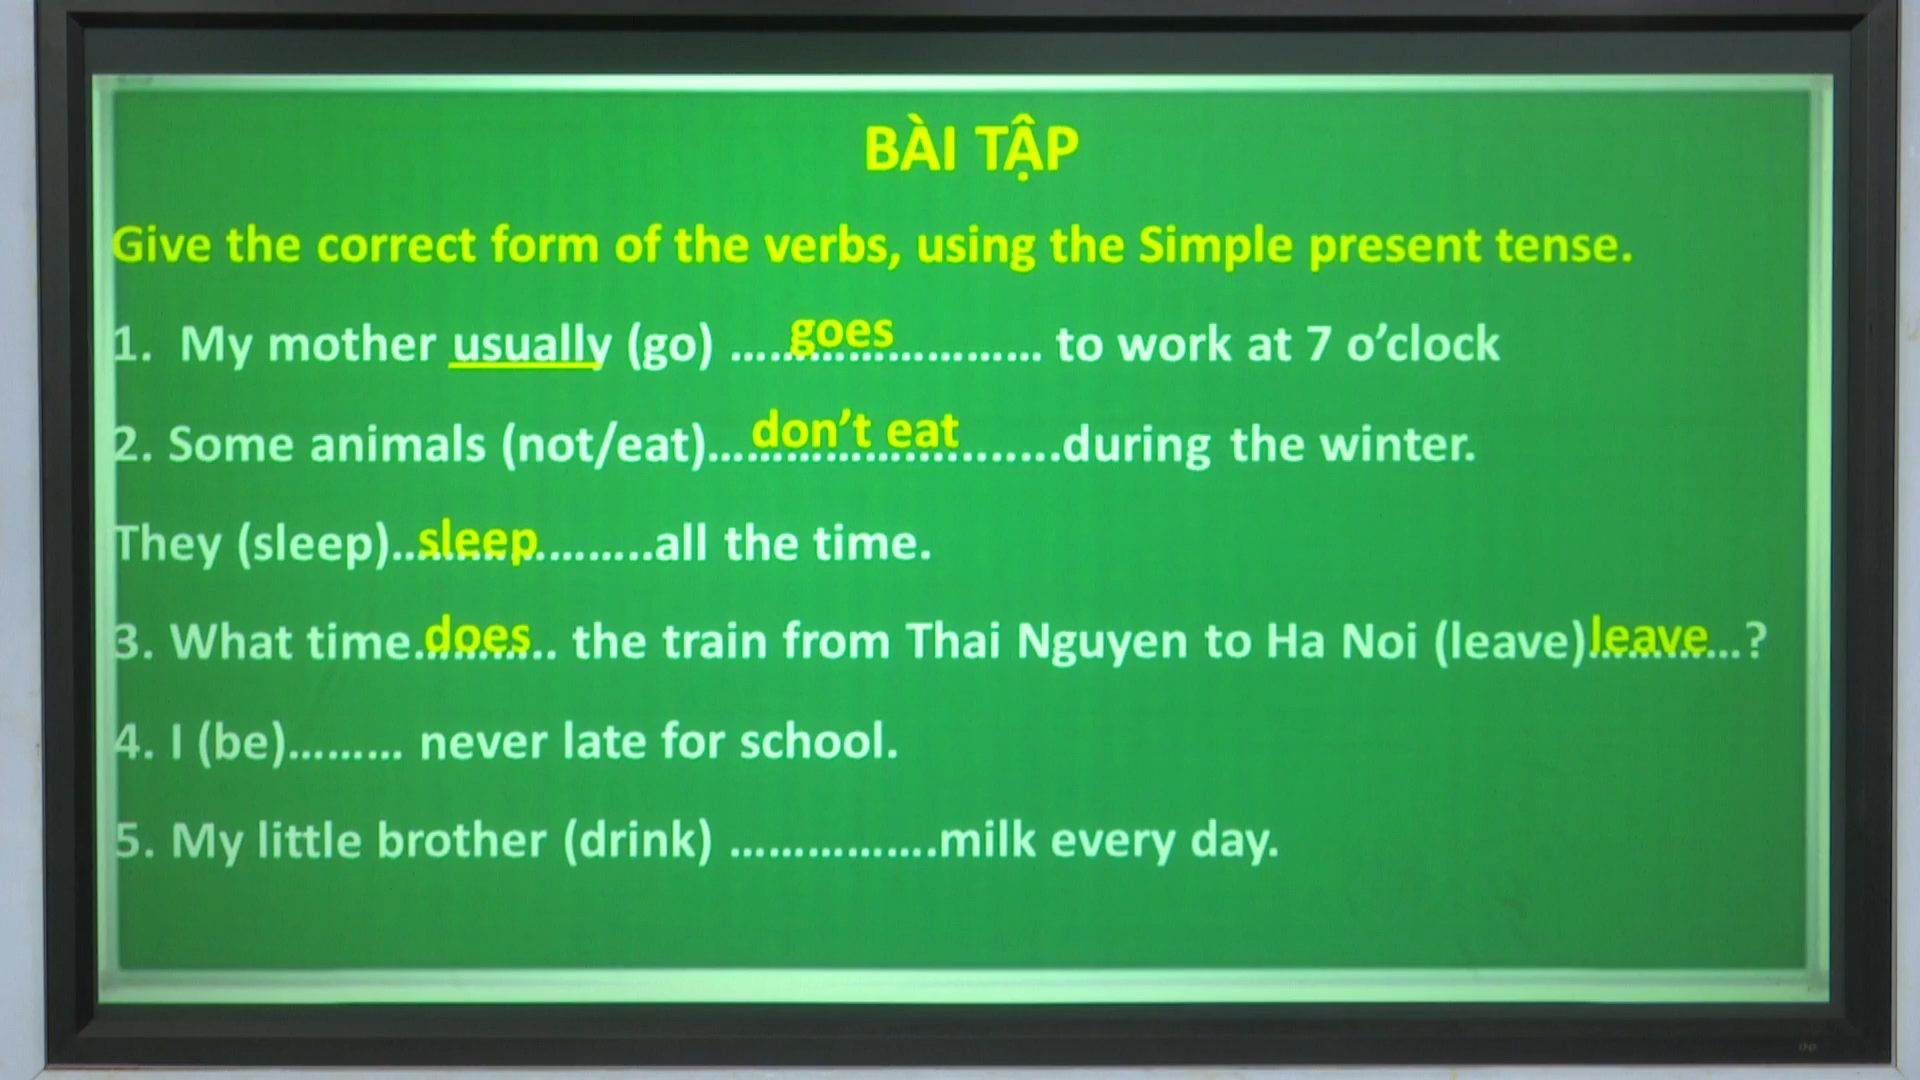 BÀI TẬP
Give the correct form of the verbs, using the Simple present tense.
1. My mother usually (go) ....goes............ to work at 7 o’clock
2. Some animals (not/eat)...don’t eat........during the winter.
They (sleep)..sleep.........all the time.
3. What time.does.. the train from Thai Nguyen to Ha Noi (leave)leave...?
4. I (be)......... never late for school.
5. My little brother (drink) ................milk every day.